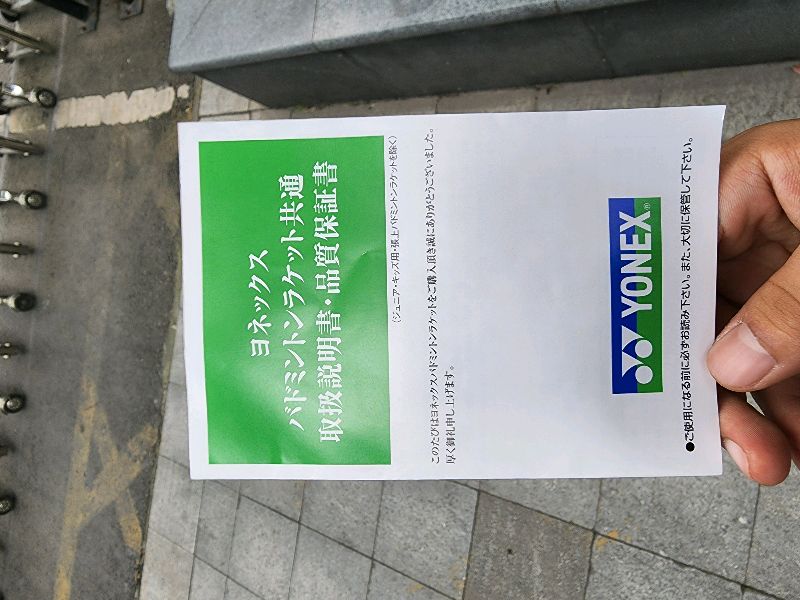 ヨネックス
バドミントンラケット共通
取扱説明書・品質保証書
(ジュニア・キッズ用・張上バドミントンラケットを除く)
このたびはヨネックスバドミントンラケットをご購入頂き誠にありがとうございました。
厚く御礼申し上げます。
YONEX®
●ご使用になる前に必ずお読み下さい。また、大切に保管して下さい。